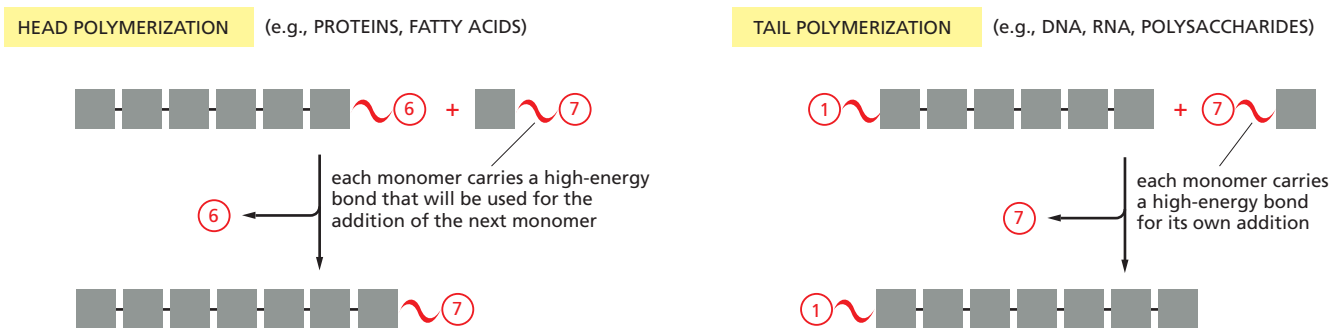 HEAD POLYMERIZATION (e.g., PROTEINS, FATTY ACIDS)
6 + 7
each monomer carries a high-energy
bond that will be used for the
addition of the next monomer
6
7
TAIL POLYMERIZATION (e.g., DNA, RNA, POLYSACCHARIDES)
1 + 7
each monomer carries
a high-energy bond
for its own addition
7
1